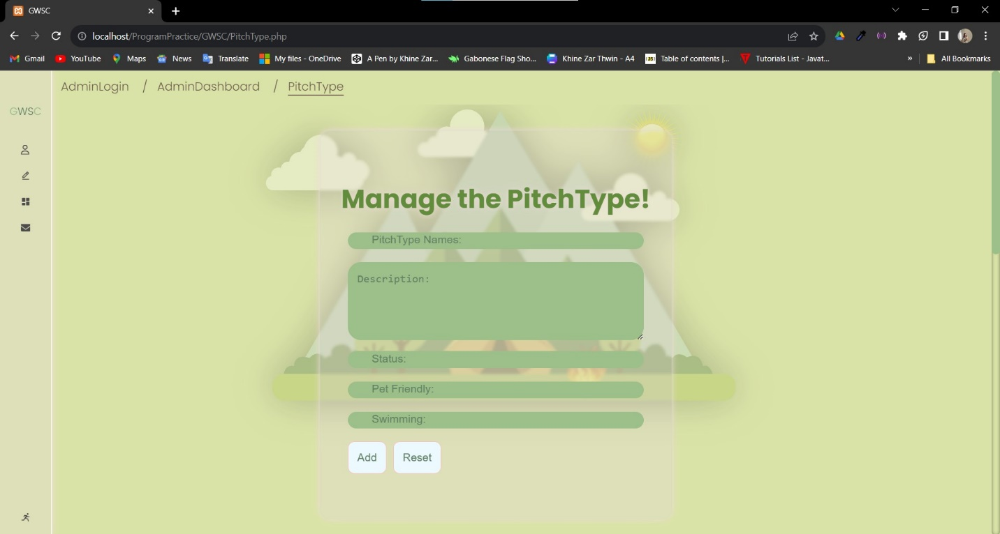 GWSC
localhost/ProgramPractice/GWSC/PitchType.php
Gmail YouTube Maps News Translate My files - OneDrive A Pen by Khine Zar... Gabonese Flag Sho... Khine Zar Thwin - A4 Table of contents |... Tutorials List - Javat... » All Bookmarks
AdminLogin / AdminDashboard / PitchType
GWSC
Manage the PitchType!
PitchType Names:
Description:
Status:
Pet Friendly:
Swimming:
Add Reset